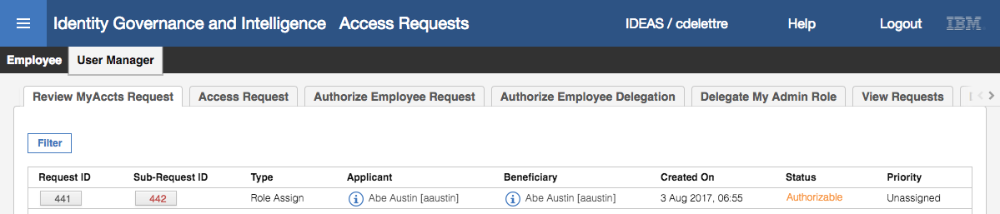 Identity Governance and Intelligence Access Requests IDEAS / cdelettre Help Logout IBM
Employee User Manager
Review MyAccts Request Access Request Authorize Employee Request Authorize Employee Delegation Delegate My Admin Role View Requests
Filter
Request ID Sub-Request ID Type Applicant Beneficiary Created On Status Priority
441 442 Role Assign Abe Austin [aaustin] Abe Austin [aaustin] 3 Aug 2017, 06:55 Authorizable Unassigned